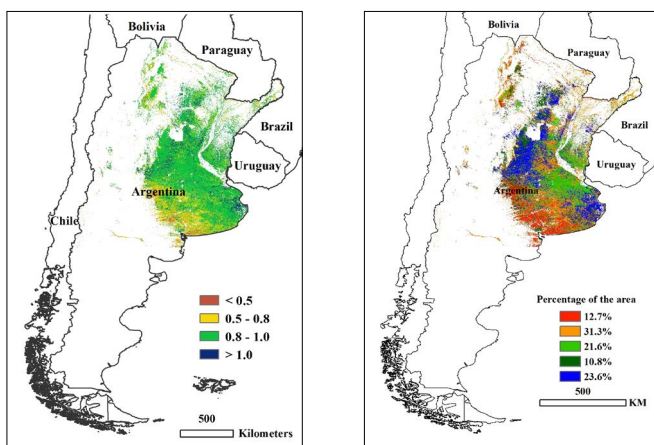 Bolivia
Paraguay
Brazil
Uruguay
Argentina
Chile
< 0.5
0.5 - 0.8
0.8 - 1.0
> 1.0
500
Kilometers
Bolivia
Paraguay
Brazil
Uruguay
Argentina
Percentage of the area
12.7%
31.3%
21.6%
10.8%
23.6%
500
KM